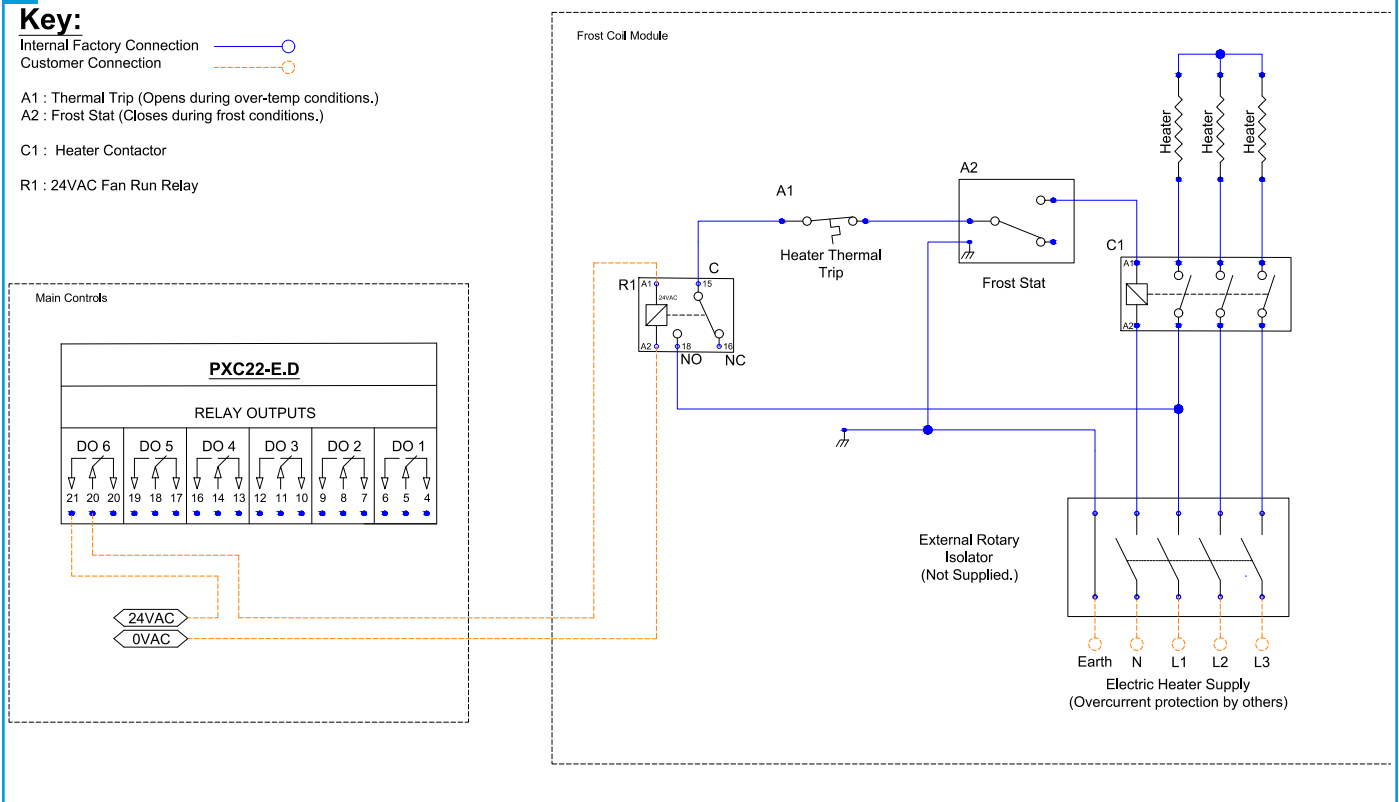 Key:
Internal Factory Connection
Customer Connection
A1 : Thermal Trip (Opens during over-temp conditions.)
A2 : Frost Stat (Closes during frost conditions.)
C1 : Heater Contactor
R1 : 24VAC Fan Run Relay
Frost Coil Module
Heater
Heater
Heater
A1
Heater Thermal
Trip
A2
Frost Stat
C1
A1
A2
R1
A1
24VAC
A2
C
15
18
16
NO
NC
Main Controls
PXC22-E.D
RELAY OUTPUTS
DO 6 DO 5 DO 4 DO 3 DO 2 DO 1
21 20 20 19 18 17 16 14 13 12 11 10 9 8 7 6 5 4
24VAC
0VAC
External Rotary
Isolator
(Not Supplied.)
Earth N L1 L2 L3
Electric Heater Supply
(Overcurrent protection by others)